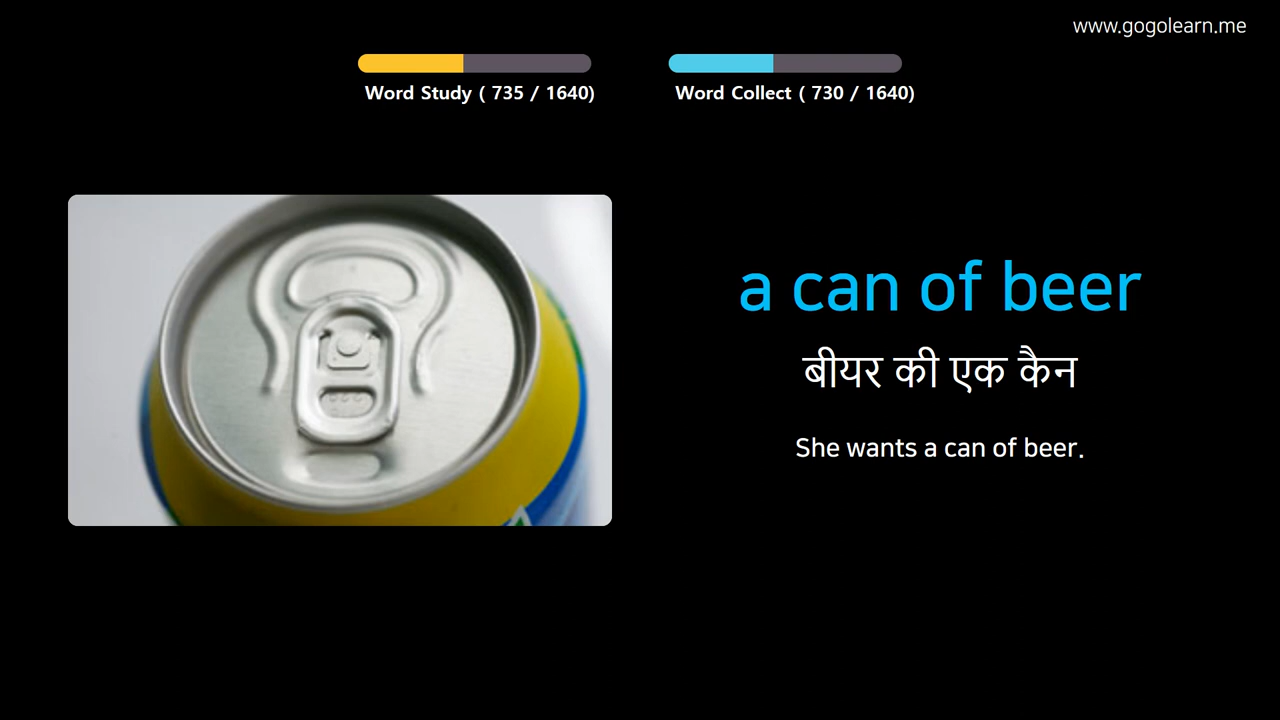 www.gogolearn.me
Word Study ( 735 / 1640)
Word Collect ( 730 / 1640)
a can of beer
बीयर की एक कैन
She wants a can of beer.